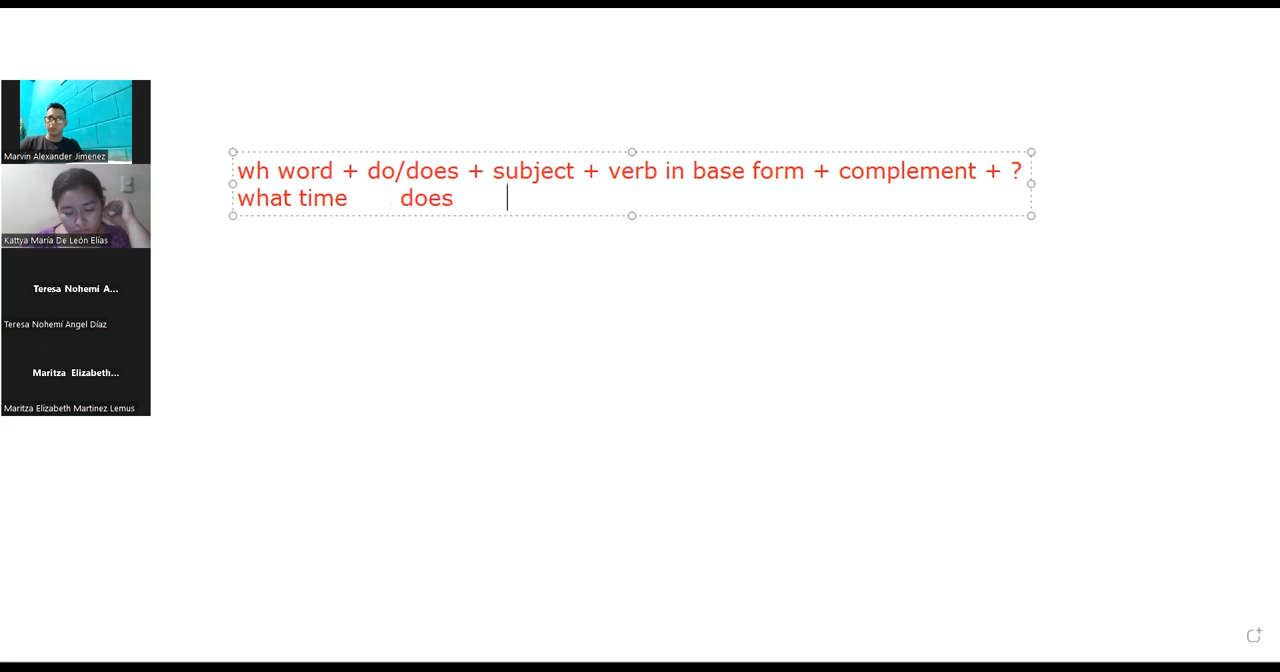 Marvin Alexander Jimenez
Kattya María De León Elías
Teresa Nohemí A...
Teresa Nohemí Angel Díaz
Maritza Elizabeth...
Maritza Elizabeth Martinez Lemus
wh word + do/does + subject + verb in base form + complement + ?
what time does